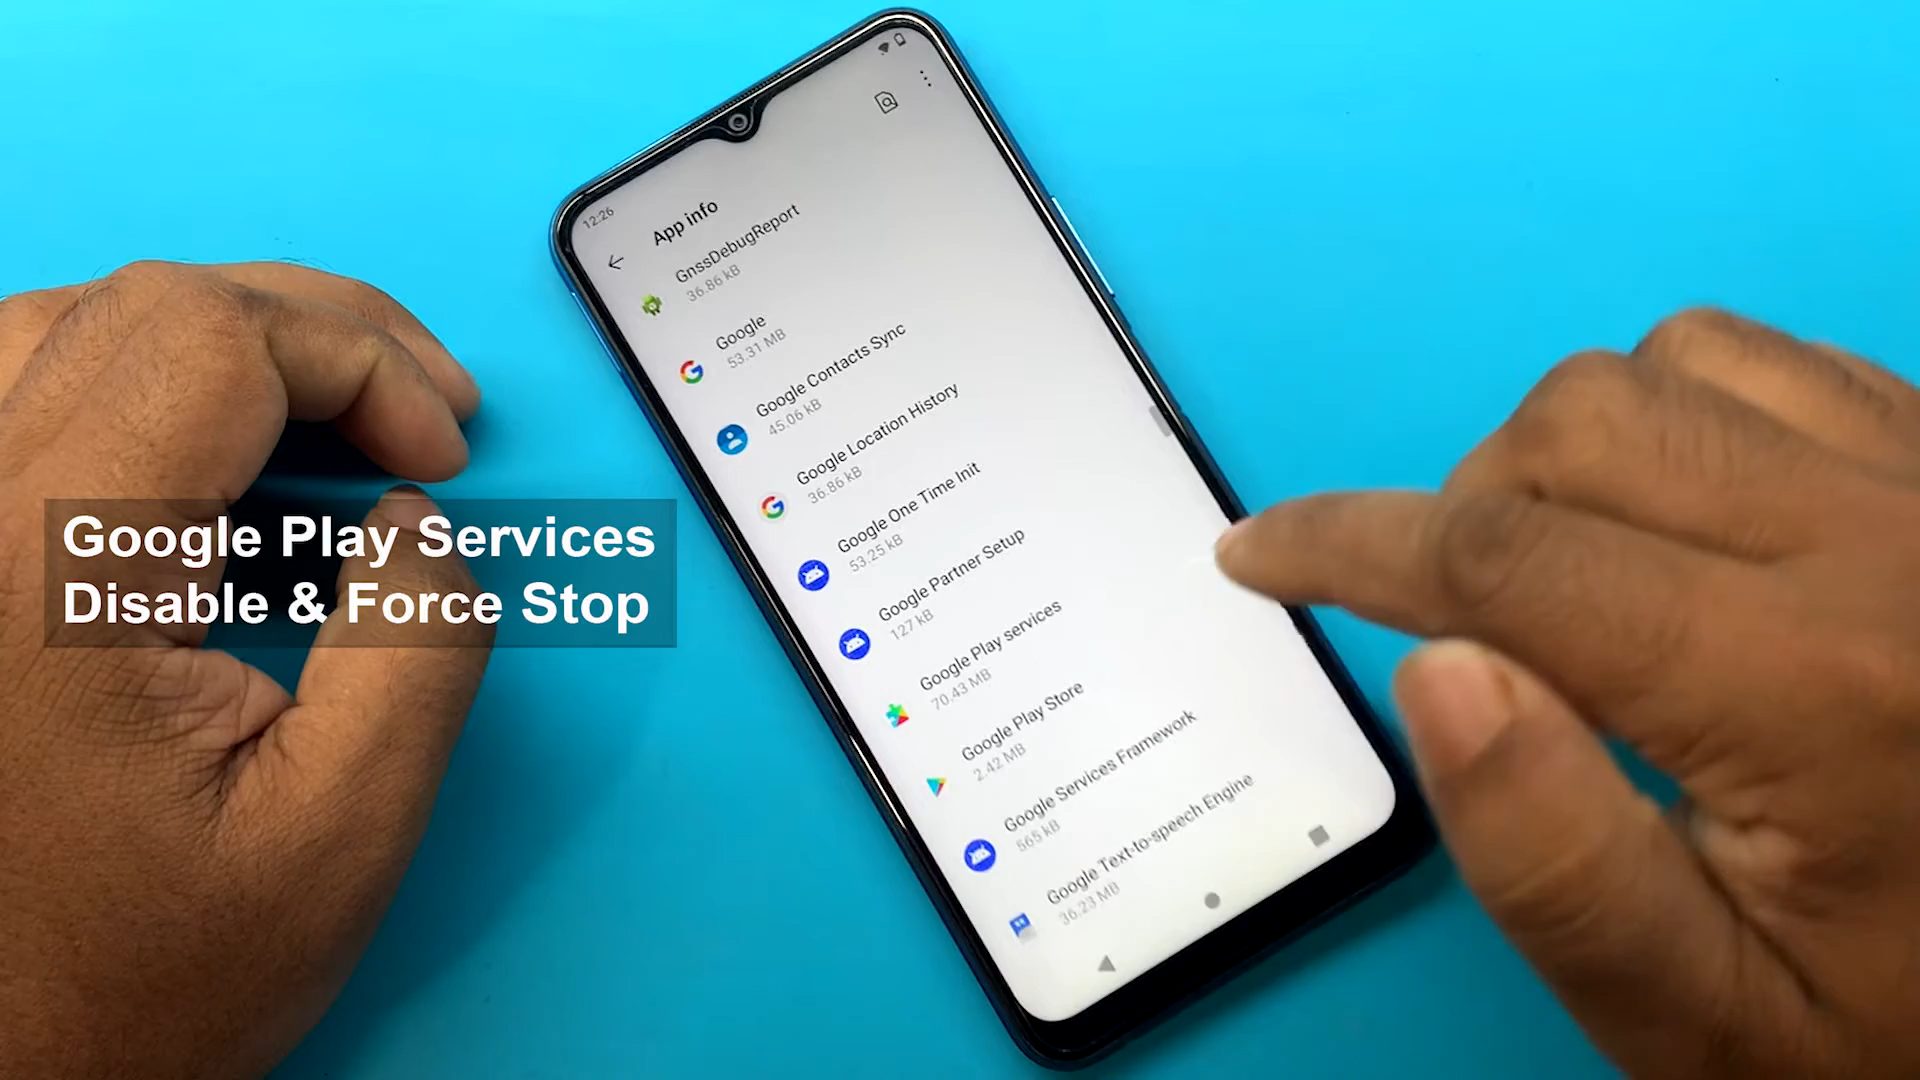 12:26
App info
GnssDebugReport
36.86 kB
Google
53.31 MB
Google Contacts Sync
45.06 kB
Google Location History
36.86 kB
Google One Time Init
53.25 kB
Google Partner Setup
127 kB
Google Play services
70.43 MB
Google Play Store
2.42 MB
Google Services Framework
565 kB
Google Text-to-speech Engine
36.23 MB
Google Play Services
Disable & Force Stop